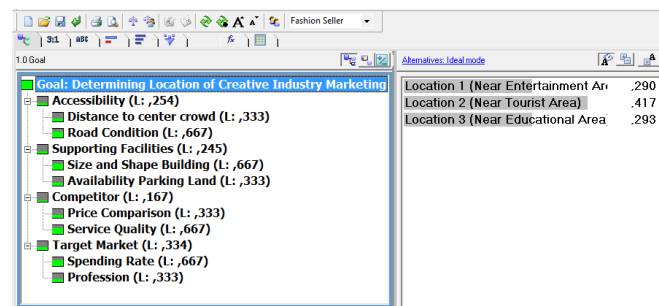 Fashion Seller
3:1
ABC
fx
1.0 Goal
Alternatives: Ideal mode
Goal: Determining Location of Creative Industry Marketing
Accessibility (L: ,254)
Distance to center crowd (L: ,333)
Road Condition (L: ,667)
Supporting Facilities (L: ,245)
Size and Shape Building (L: ,667)
Availability Parking Land (L: ,333)
Competitor (L: ,167)
Price Comparison (L: ,333)
Service Quality (L: ,667)
Target Market (L: ,334)
Spending Rate (L: ,667)
Profession (L: ,333)
Location 1 (Near Entertainment Are ,290
Location 2 (Near Tourist Area) ,417
Location 3 (Near Educational Area) ,293